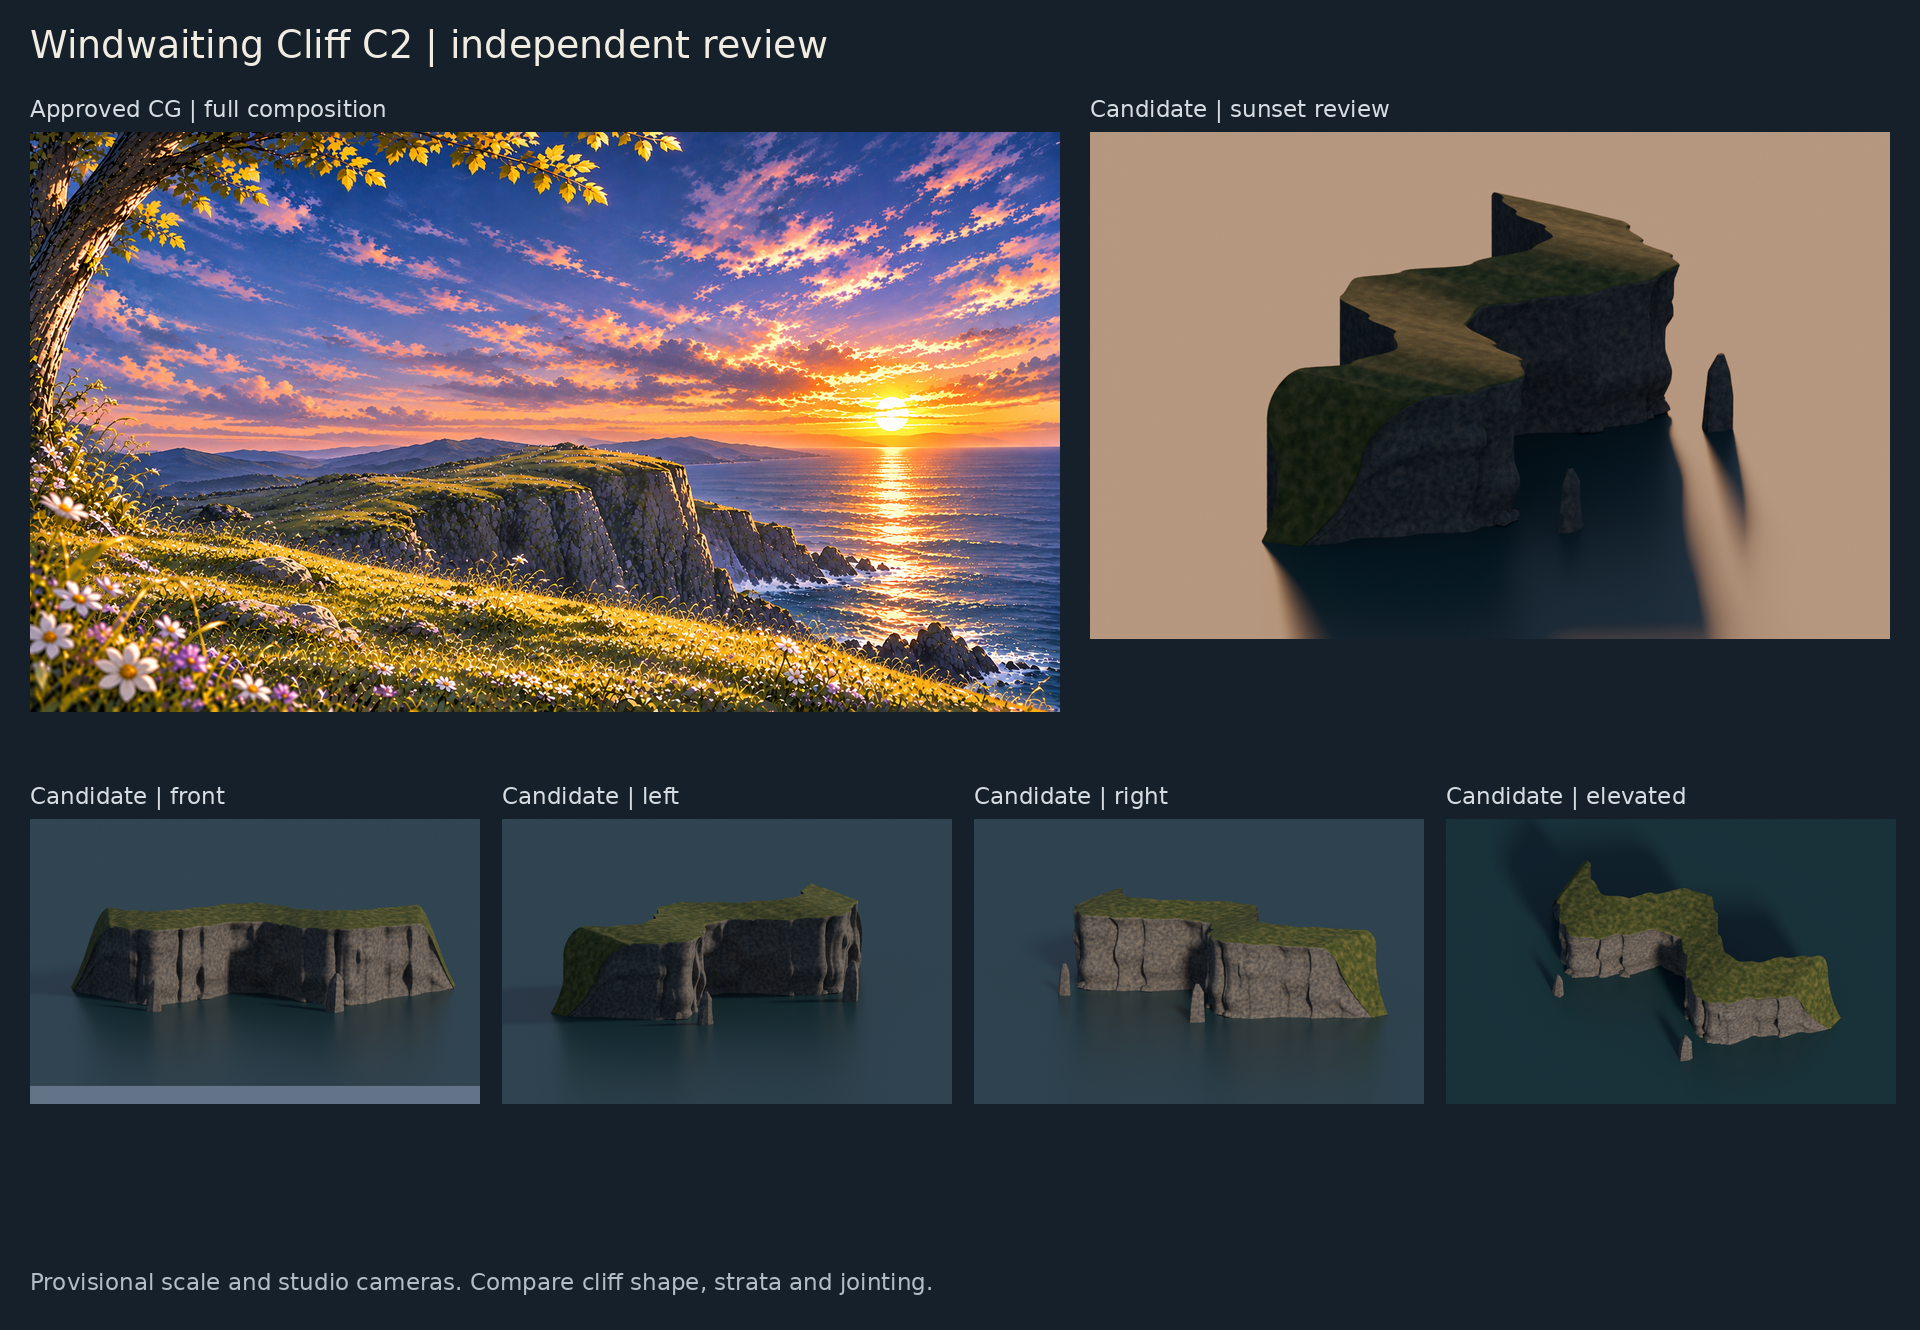 Windwaiting Cliff C2 | independent review
Approved CG | full composition
Candidate | sunset review
Candidate | front
Candidate | left
Candidate | right
Candidate | elevated
Provisional scale and studio cameras. Compare cliff shape, strata and jointing.